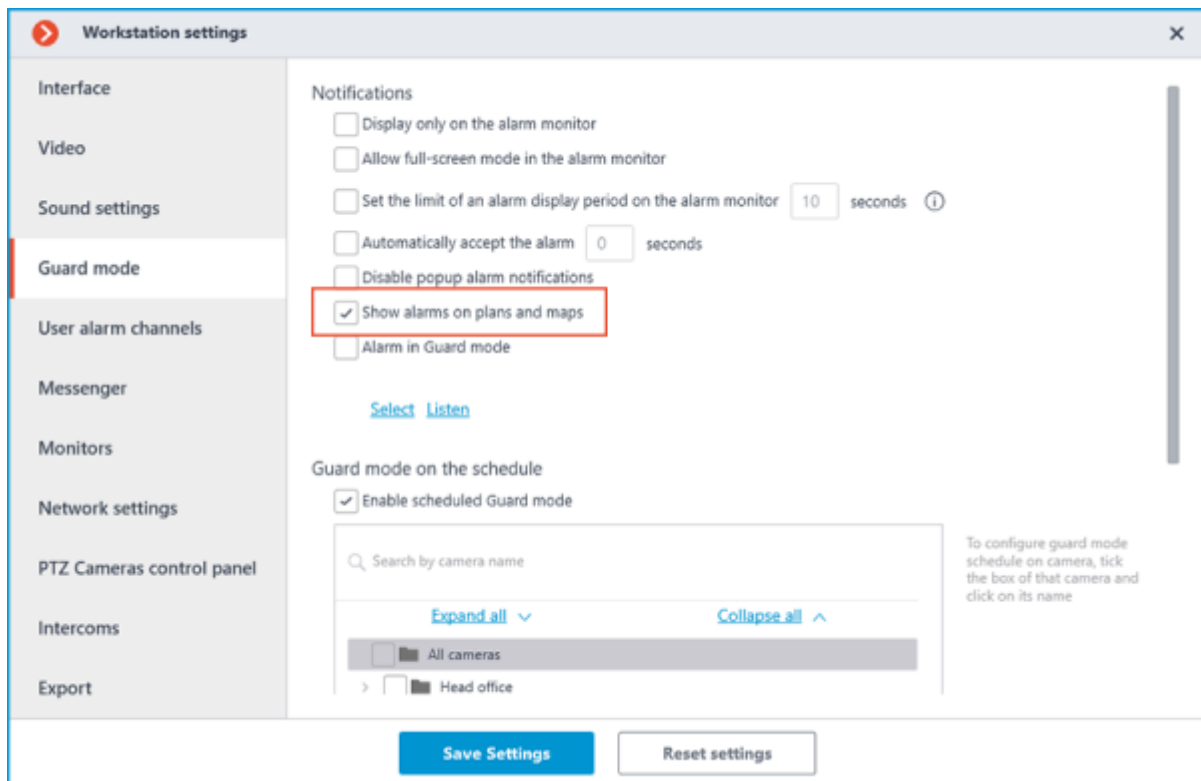 Workstation settings
Interface
Video
Sound settings
Guard mode
User alarm channels
Messenger
Monitors
Network settings
PTZ Cameras control panel
Intercoms
Export
Notifications
Display only on the alarm monitor
Allow full-screen mode in the alarm monitor
Set the limit of an alarm display period on the alarm monitor 10 seconds
Automatically accept the alarm 0 seconds
Disable popup alarm notifications
Show alarms on plans and maps
Alarm in Guard mode
Select Listen
Guard mode on the schedule
Enable scheduled Guard mode
Search by camera name
Expand all Collapse all
All cameras
Head office
To configure guard mode
schedule on camera, tick
the box of that camera and
click on its name
Save Settings Reset settings